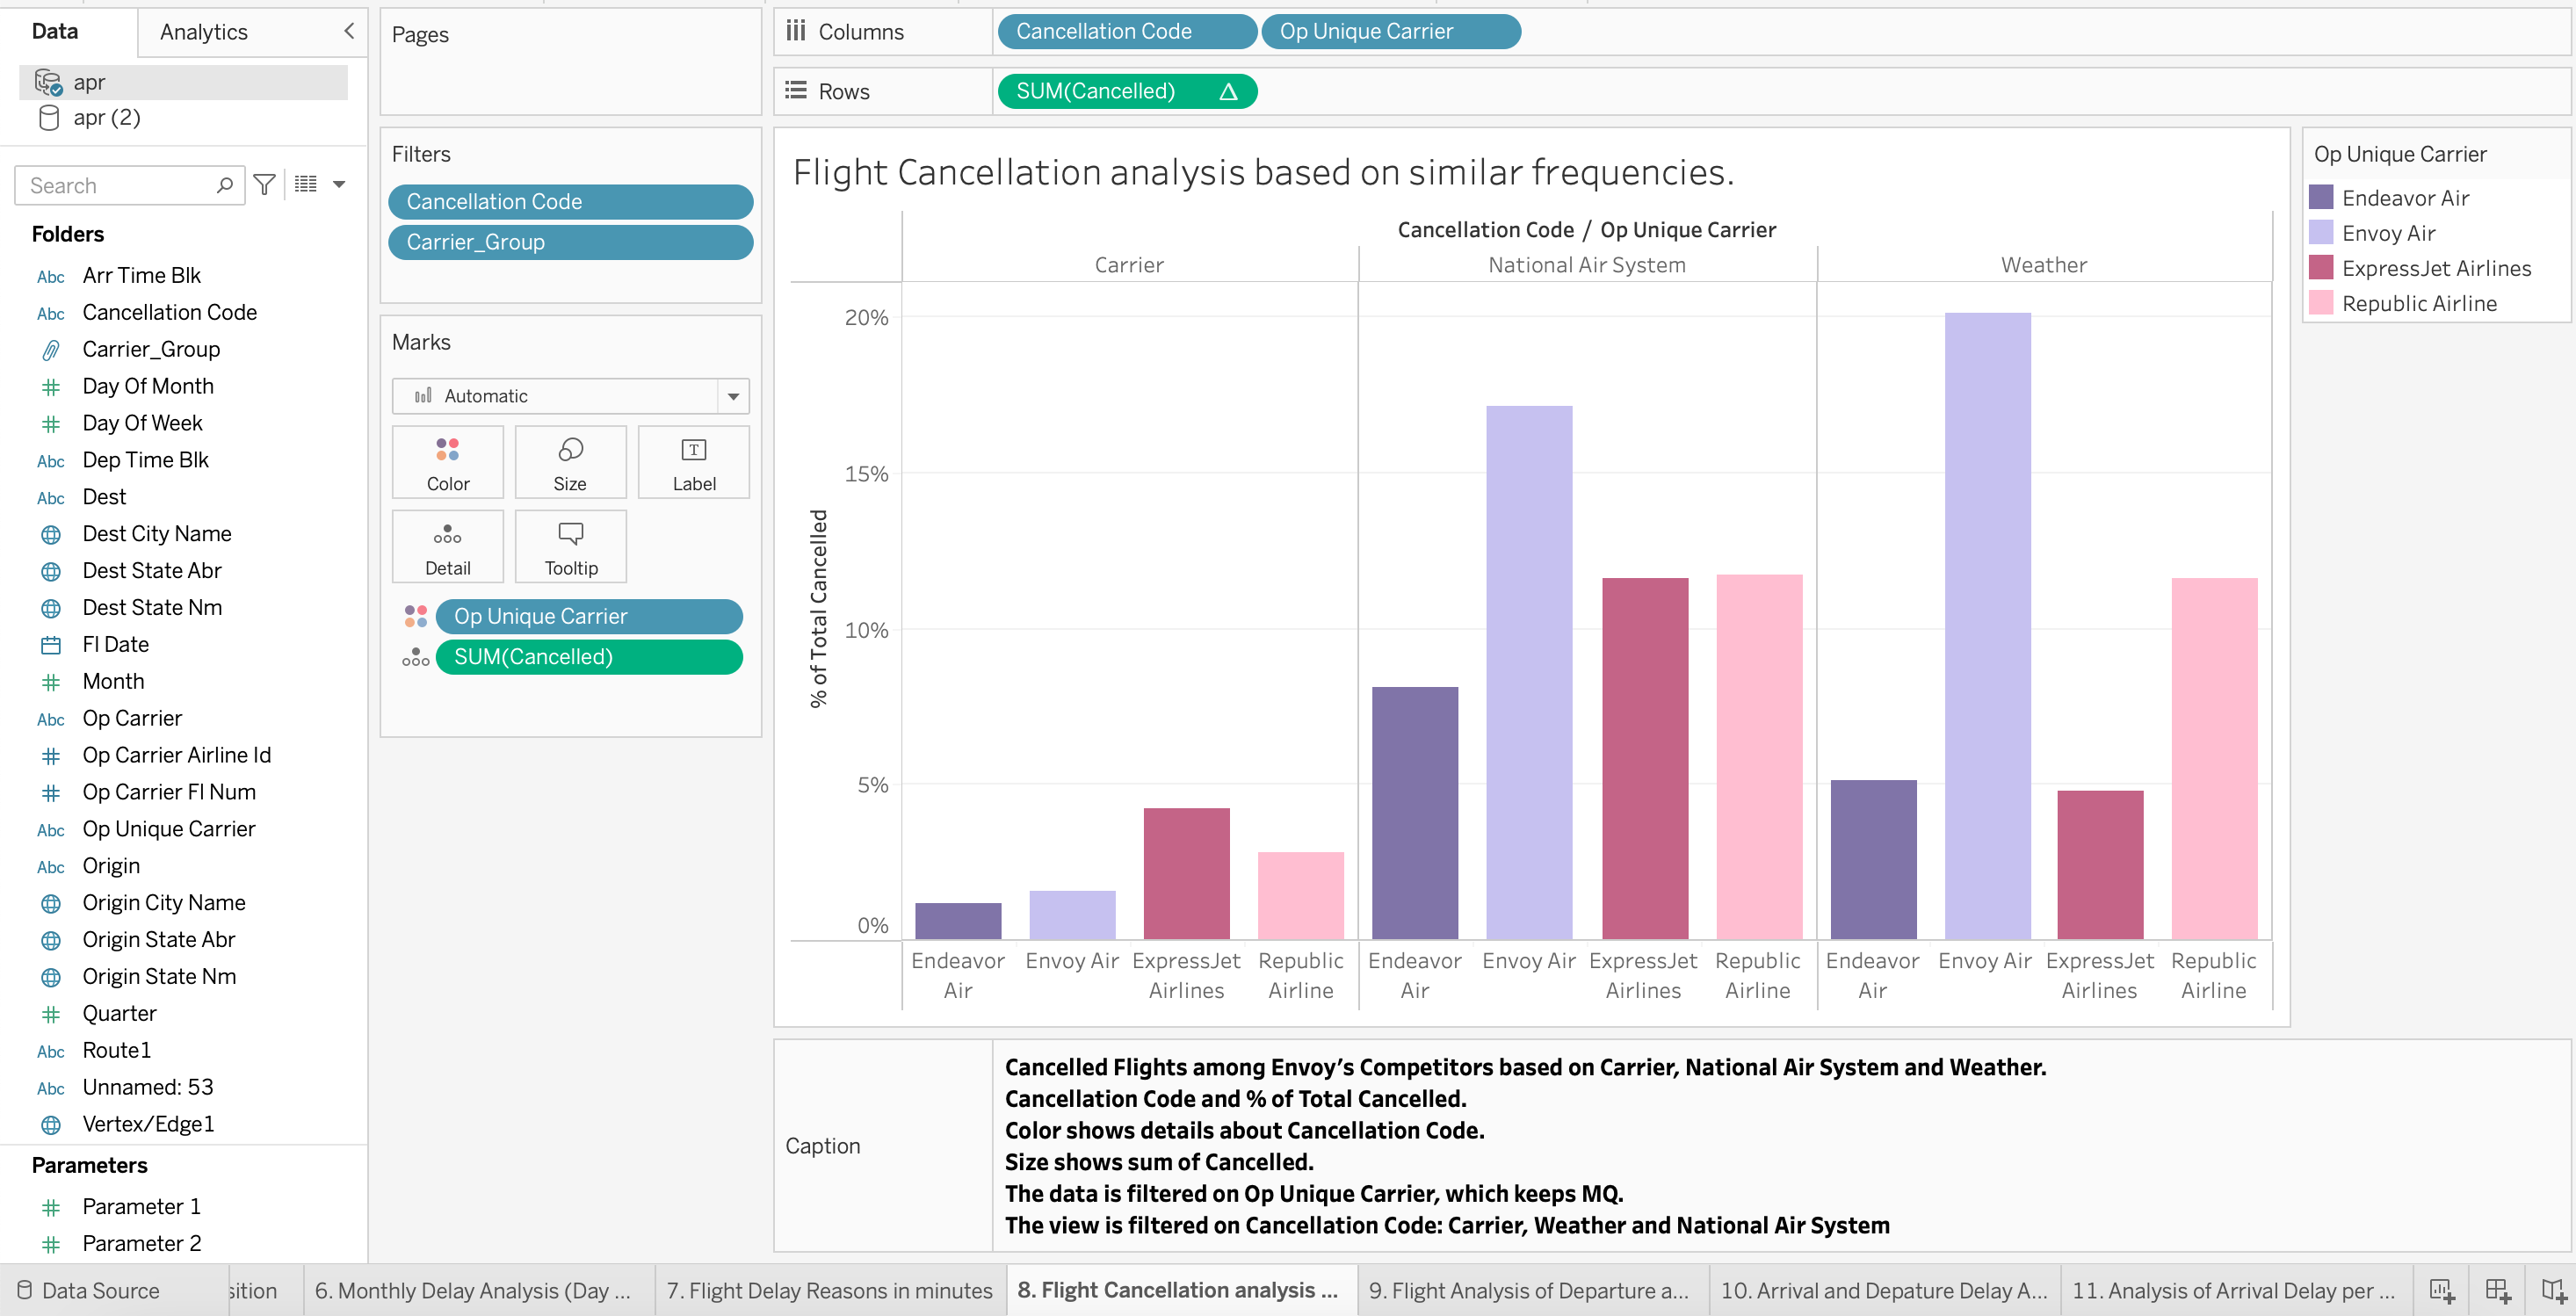 Data
Analytics
apr
apr (2)
Search
Folders
Abc Arr Time Blk
Abc Cancellation Code
Carrier_Group
# Day Of Month
# Day Of Week
Abc Dep Time Blk
Abc Dest
Dest City Name
Dest State Abr
Dest State Nm
Fl Date
# Month
Abc Op Carrier
# Op Carrier Airline Id
# Op Carrier Fl Num
Abc Op Unique Carrier
Abc Origin
Origin City Name
Origin State Abr
Origin State Nm
# Quarter
Abc Route1
Abc Unnamed: 53
Vertex/Edge1
Parameters
# Parameter 1
# Parameter 2
Pages
Filters
Cancellation Code
Carrier_Group
Marks
Automatic
Color
Size
T
Label
Detail
Tooltip
Op Unique Carrier
SUM(Cancelled)
Columns
Cancellation Code
Op Unique Carrier
Rows
SUM(Cancelled)
Flight Cancellation analysis based on similar frequencies.
Cancellation Code / Op Unique Carrier
Carrier
National Air System
Weather
% of Total Cancelled
20%
15%
10%
5%
0%
Endeavor
Air
Envoy Air
ExpressJet
Airlines
Republic
Airline
Endeavor
Air
Envoy Air
ExpressJet
Airlines
Republic
Airline
Endeavor
Air
Envoy Air
ExpressJet
Airlines
Republic
Airline
Op Unique Carrier
Endeavor Air
Envoy Air
ExpressJet Airlines
Republic Airline
Caption
Cancelled Flights among Envoy’s Competitors based on Carrier, National Air System and Weather.
Cancellation Code and % of Total Cancelled.
Color shows details about Cancellation Code.
Size shows sum of Cancelled.
The data is filtered on Op Unique Carrier, which keeps MQ.
The view is filtered on Cancellation Code: Carrier, Weather and National Air System
Data Source
sition
6. Monthly Delay Analysis (Day ...
7. Flight Delay Reasons in minutes
8. Flight Cancellation analysis ...
9. Flight Analysis of Departure a...
10. Arrival and Depature Delay A...
11. Analysis of Arrival Delay per ...